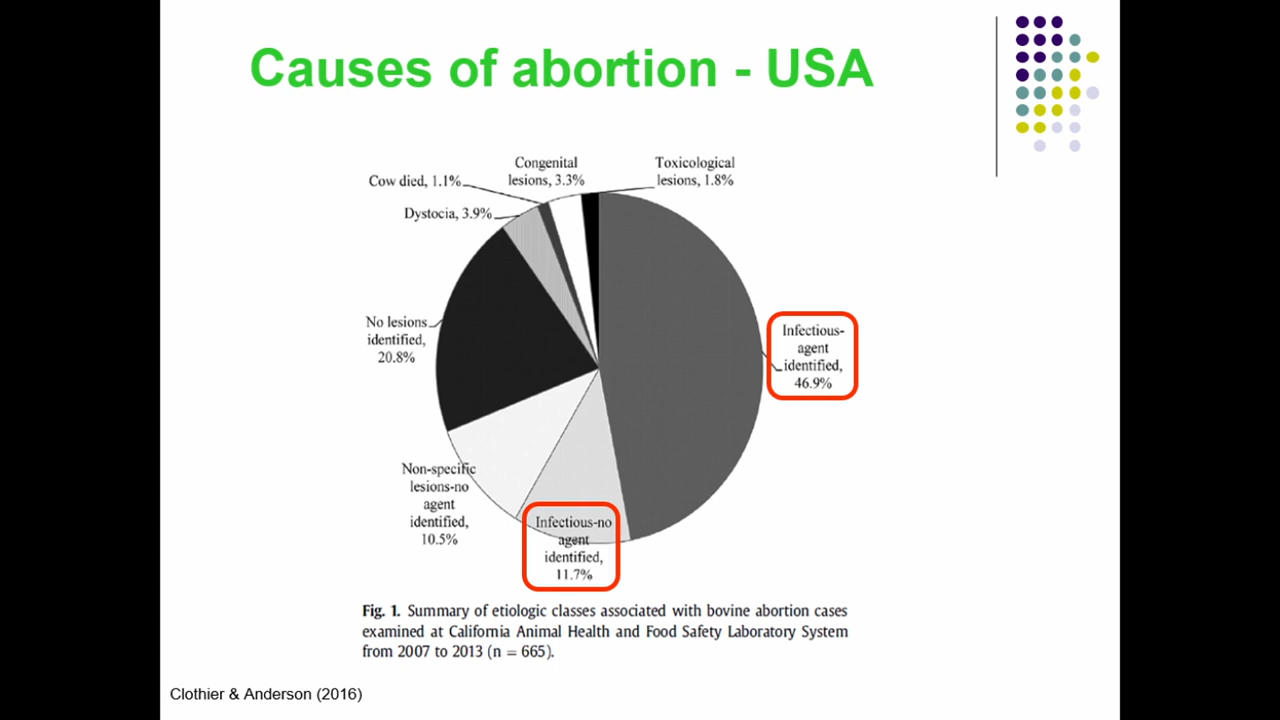 Causes of abortion - USA
Congenital
lesions, 3.3%
Toxicological
lesions, 1.8%
Cow died, 1.1%
Dystocia, 3.9%
No lesions
identified,
20.8%
Infectious-
agent
identified,
46.9%
Non-specific
lesions-no
agent
identified,
10.5%
Infectious-no
agent
identified,
11.7%
Fig. 1. Summary of etiologic classes associated with bovine abortion cases
examined at California Animal Health and Food Safety Laboratory System
from 2007 to 2013 (n = 665).
Clothier & Anderson (2016)